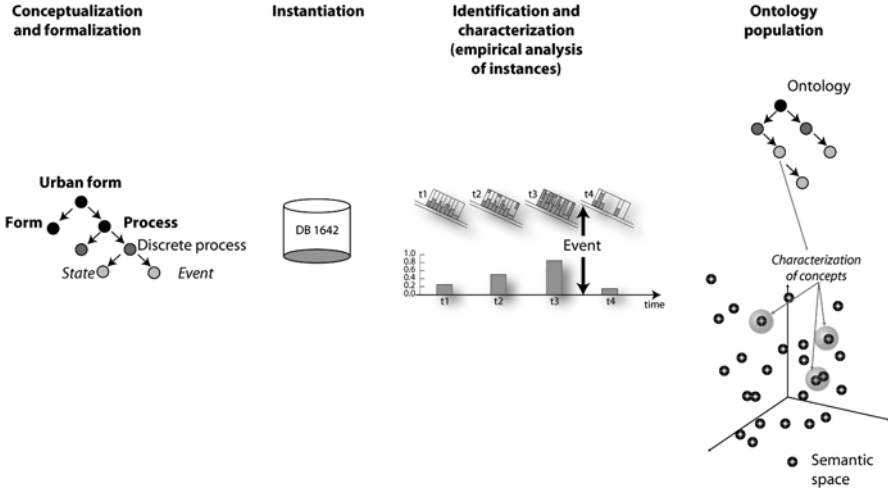 Conceptualization
and formalization
Instantiation
Identification and
characterization
(empirical analysis
of instances)
Ontology
population
Urban form
Form
Process
Discrete process
State
Event
DB 1642
t1
t2
t3
t4
Event
1.0
0.8
0.6
0.4
0.2
0.0
t1
t2
t3
t4
time
Ontology
Characterization
of concepts
Semantic
space